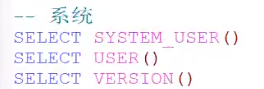 -- 系统
SELECT SYSTEM_USER()
SELECT USER()
SELECT VERSION()